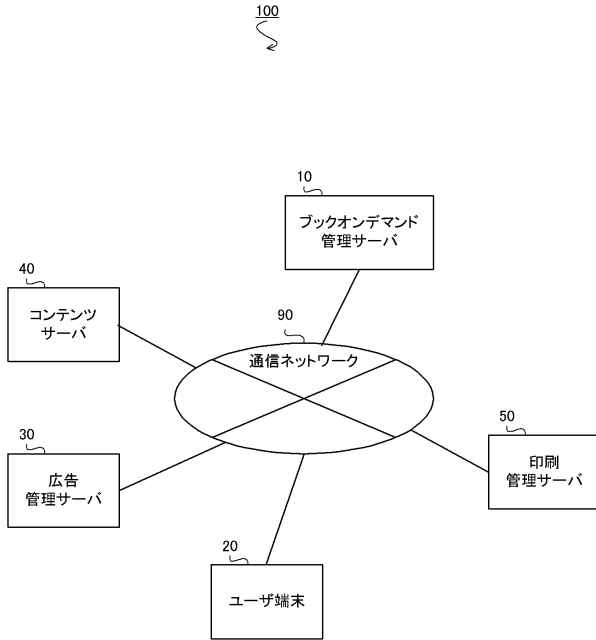 100
10
ブックオンデマンド
管理サーバ
40
コンテンツ
サーバ
90
通信ネットワーク
30
広告
管理サーバ
50
印刷
管理サーバ
20
ユーザ端末